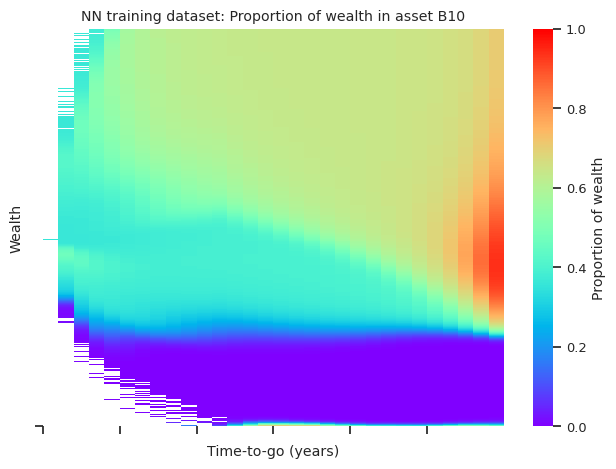 NN training dataset: Proportion of wealth in asset B10
Wealth
Time-to-go (years)
1.0
0.8
0.6
0.4
0.2
0.0
Proportion of wealth